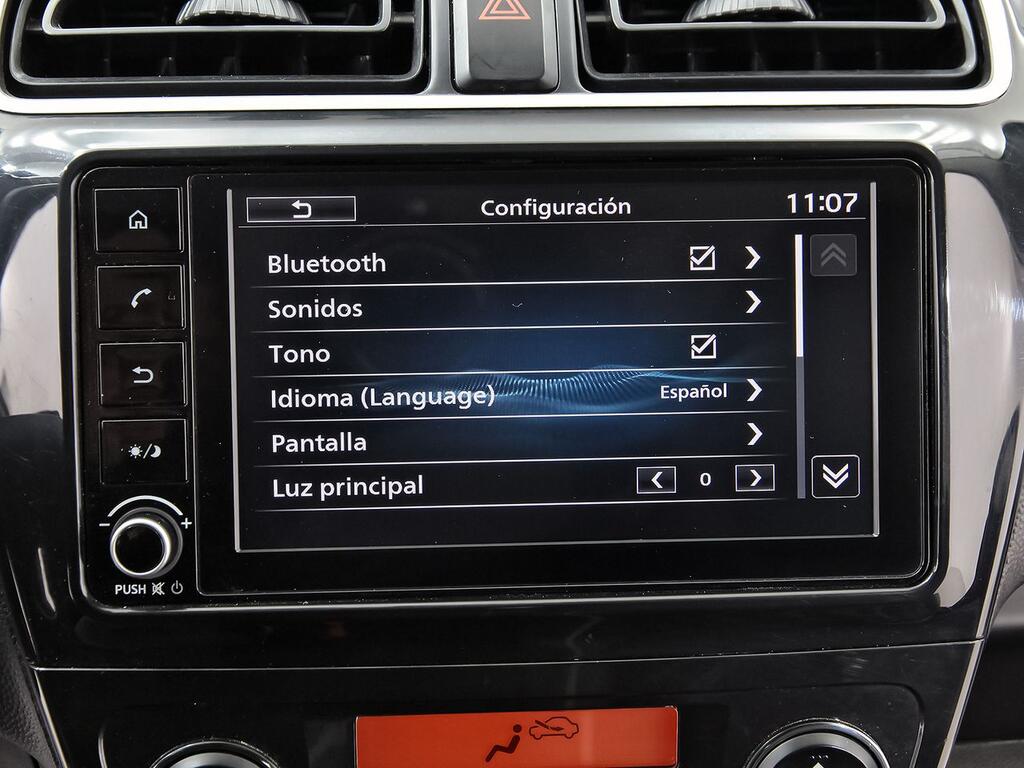 Configuración
11:07
Bluetooth
Sonidos
Tono
Idioma (Language) Español
Pantalla
Luz principal 0
- +
PUSH